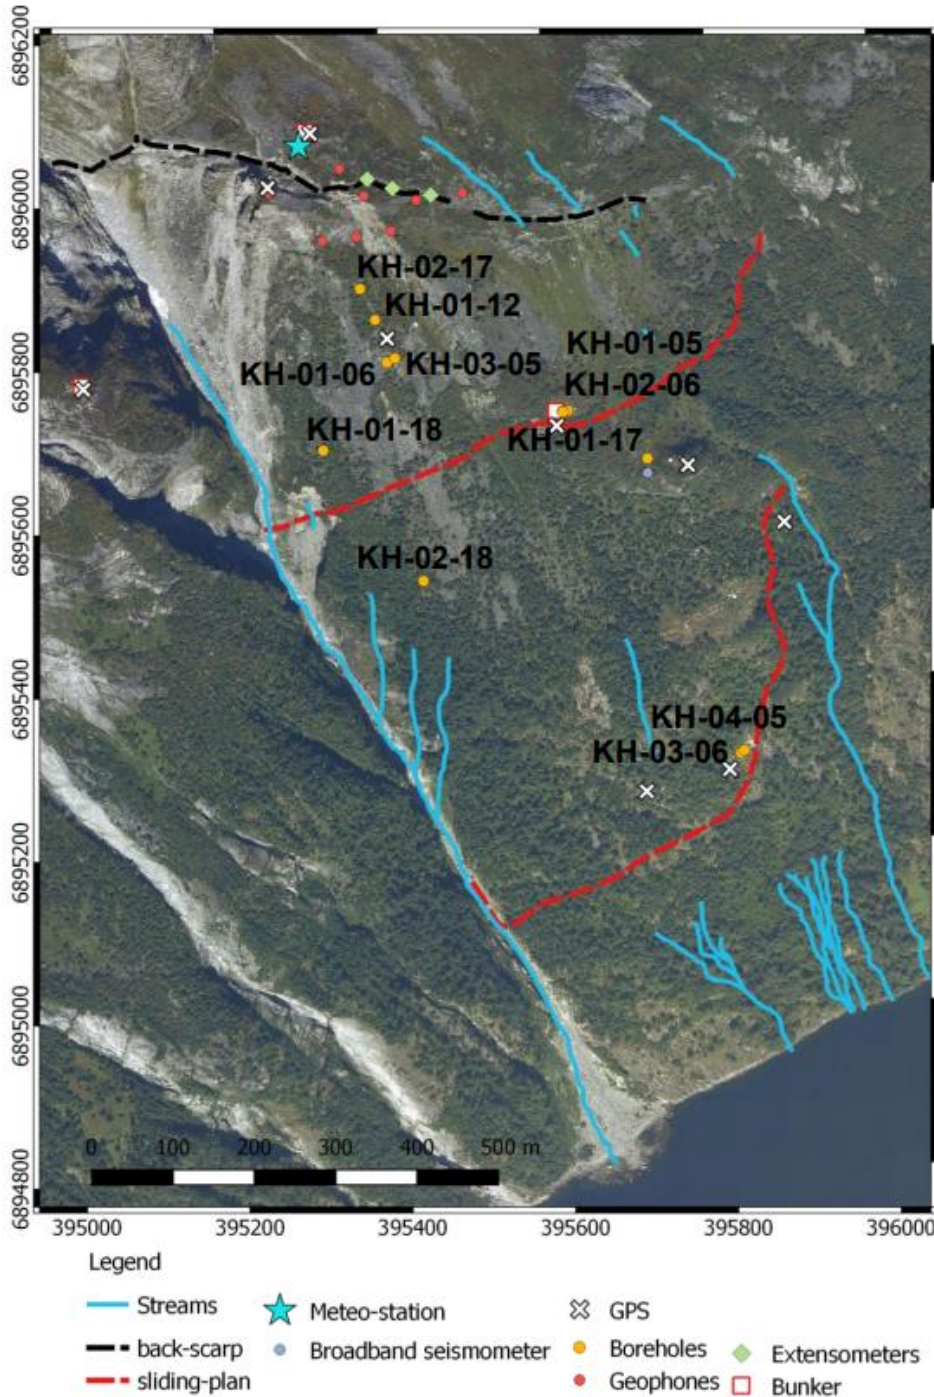 6896200
6896000
KH-02-17
KH-01-12
KH-01-05
6895800
KH-01-06 KH-03-05
KH-02-06
KH-01-18 KH-01-17
6895600
KH-02-18
6895400
KH-04-05
KH-03-06
6895200
6895000
0 100 200 300 400 500 m
6894800
395000 395200 395400 395600 395800 396000
Legend
Streams Meteo-station GPS
back-scarp Broadband seismometer Boreholes Extensometers
sliding-plan Geophones Bunker